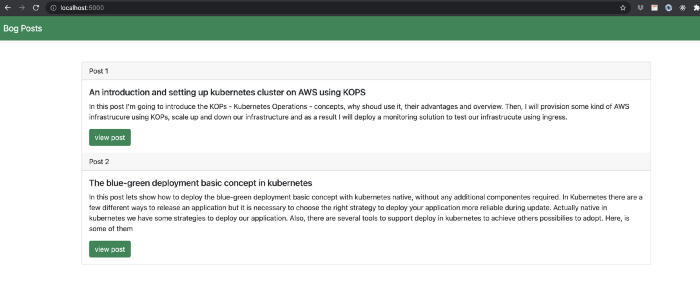 localhost:5000
Bog Posts
Post 1
An introduction and setting up kubernetes cluster on AWS using KOPS
In this post I'm going to introduce the KOPs - Kubernetes Operations - concepts, why shoud use it, their advantages and overview. Then, I will provision some kind of AWS
infrastrucure using KOPs, scale up and down our infrastructure and as a result I will deploy a monitoring solution to test our infrastrucute using ingress.
view post
Post 2
The blue-green deployment basic concept in kubernetes
In this post lets show how to deploy the blue-green deployment basic concept with kubernetes native, without any additional componentes required. In Kubernetes there are a
few different ways to release an application but it is necessary to choose the right strategy to deploy your application more reliable during update. Actually native in
kubernetes we have some strategies to deploy our application. Also, there are several tools to support deploy in kubernetes to achieve others possibilies to adopt. Here, is
some of them
view post